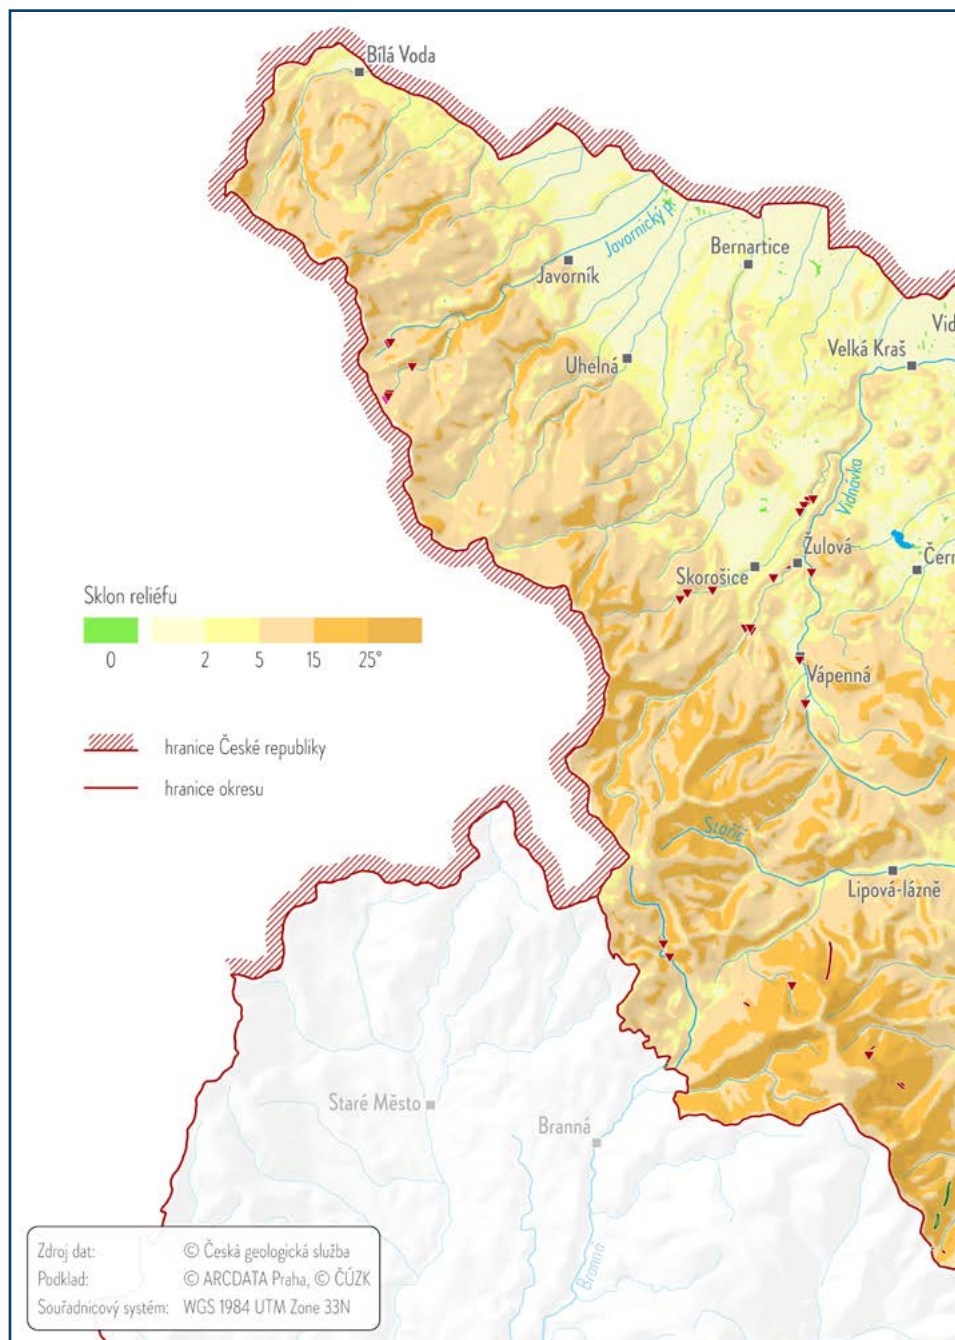 Bílá Voda
Javornický p.
Bernartice
Javorník
Velká Kraš
Uhelná
Vidnávka
Žulová
Skorošice
Sklon reliéfu
0 2 5 15 25°
Vápenná
hranice České republiky
hranice okresu
Stařič
Lipová-lázně
Staré Město
Branná
Branná
Zdroj dat: © Česká geologická služba
Podklad: © ARCDATA Praha, © ČÚZK
Souřadnicový systém: WGS 1984 UTM Zone 33N